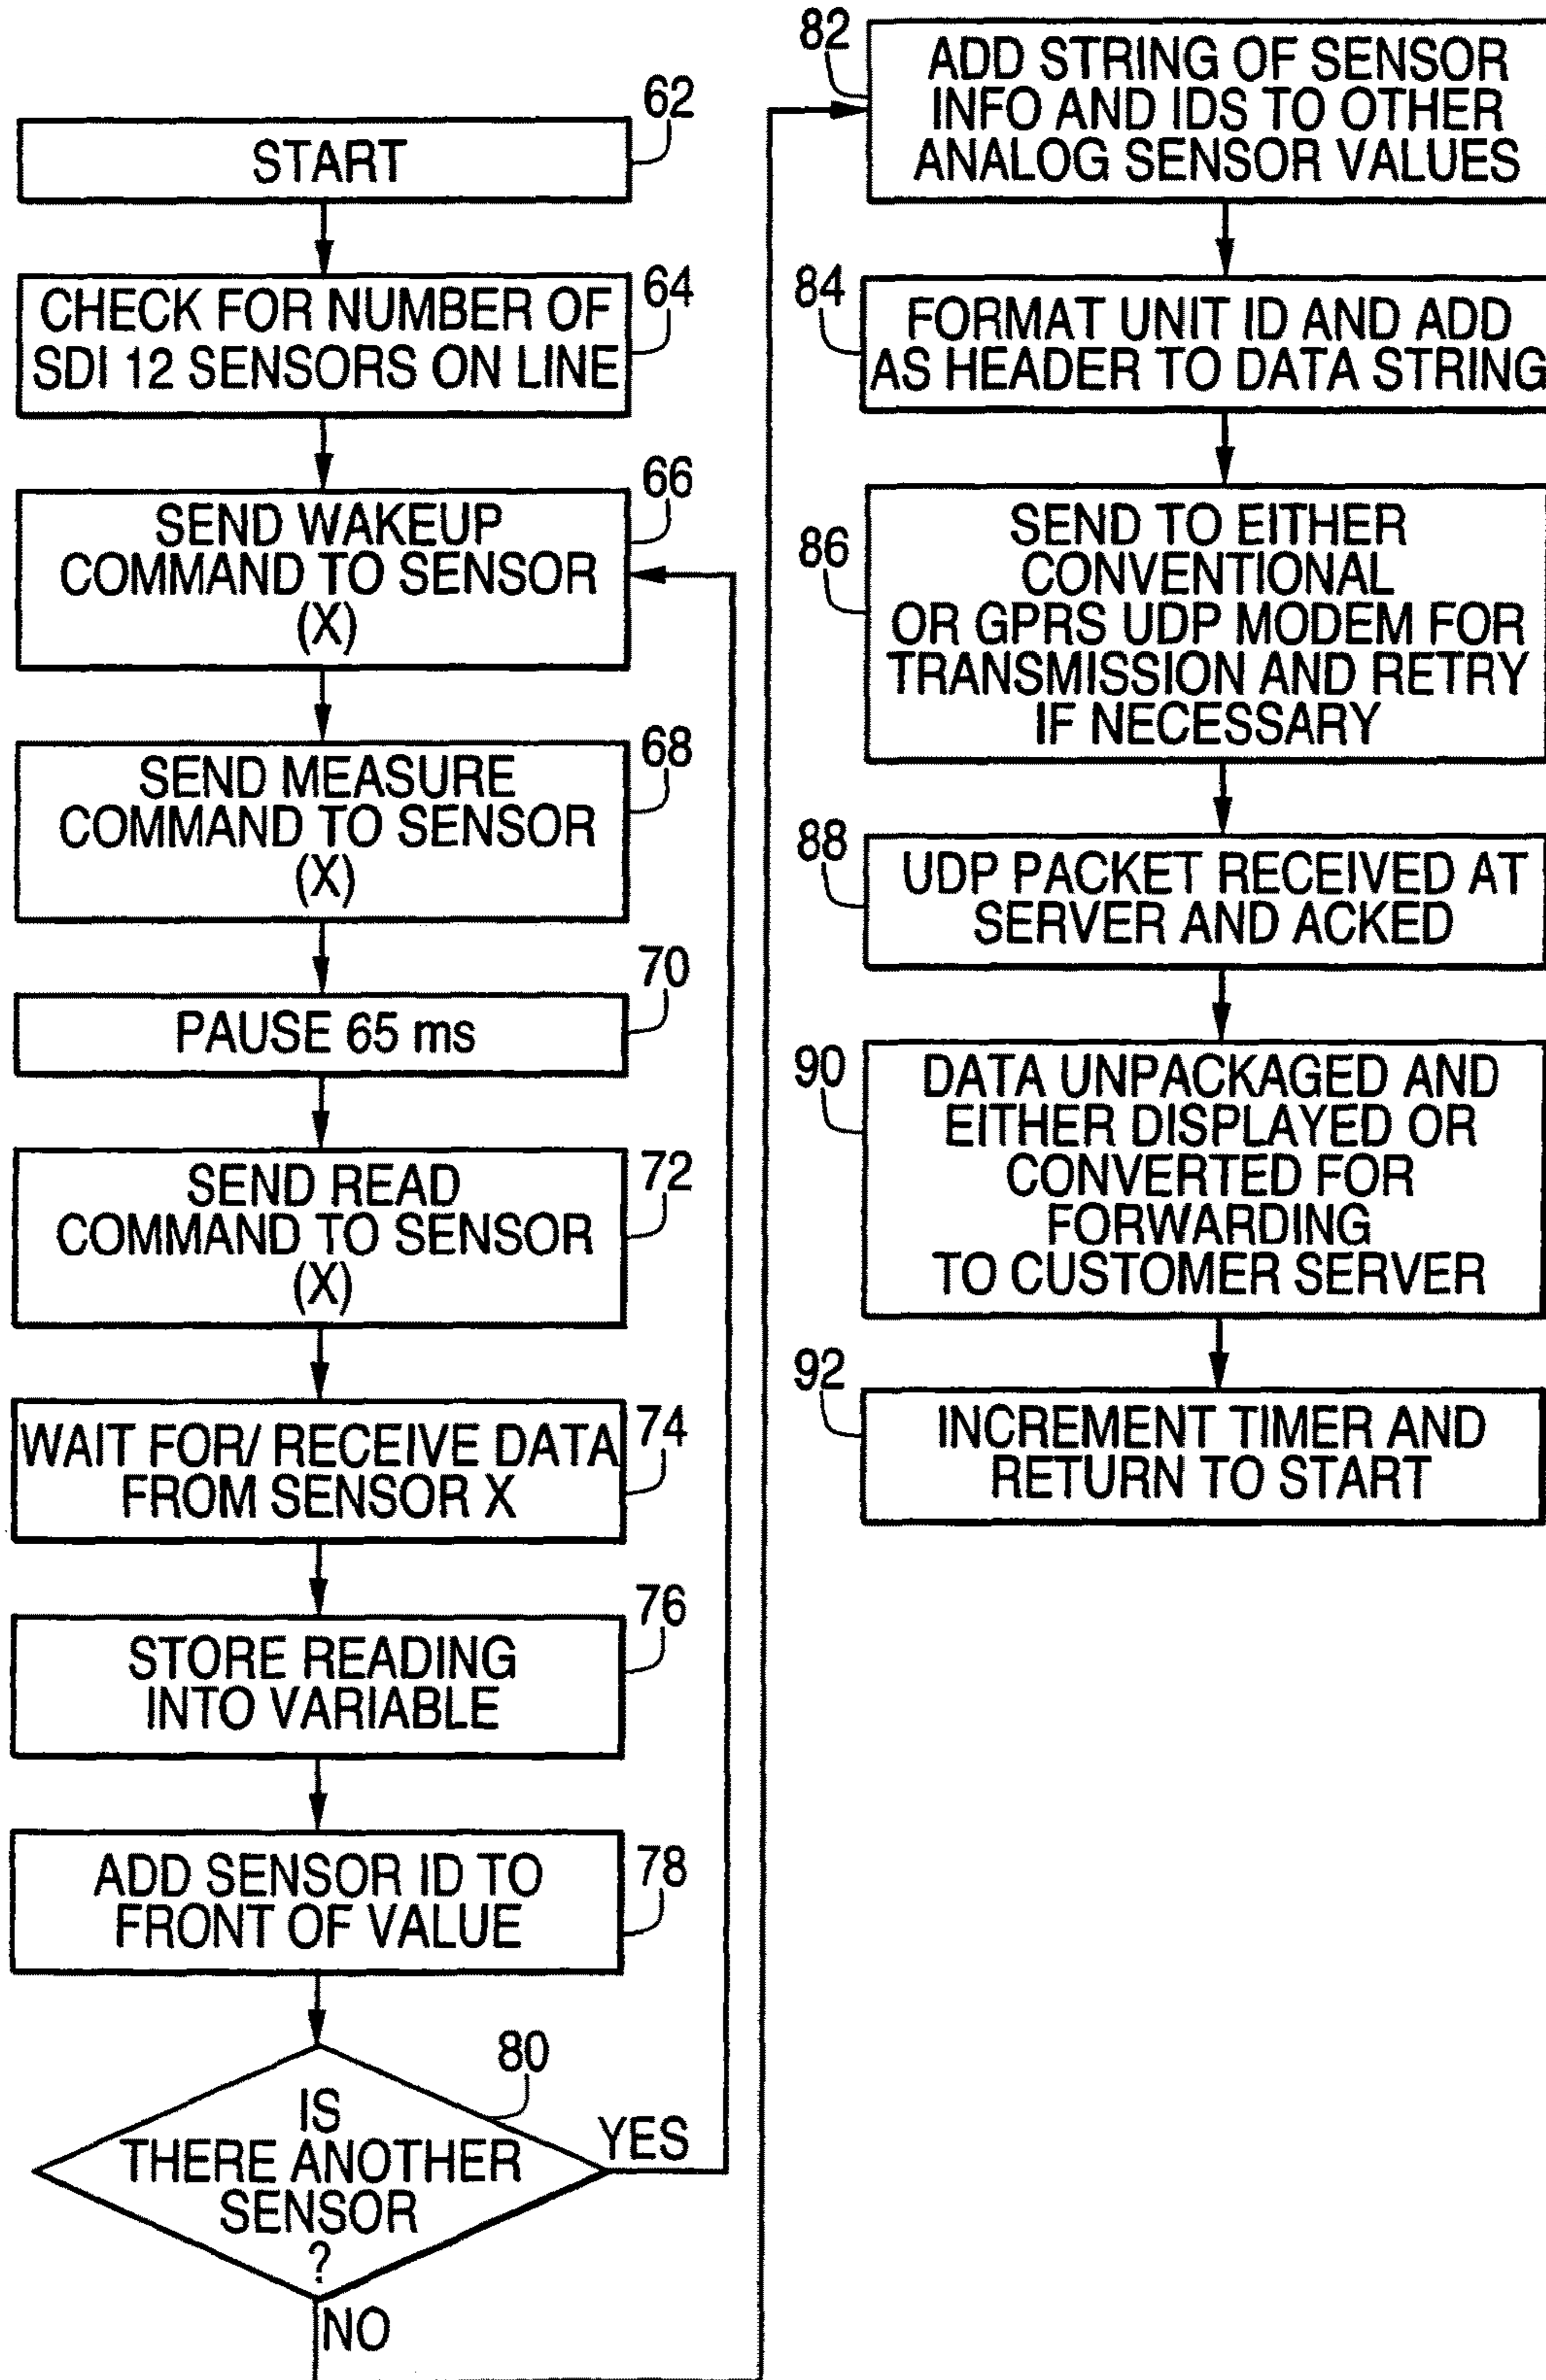 62
START
64
CHECK FOR NUMBER OF
SDI 12 SENSORS ON LINE
66
SEND WAKEUP
COMMAND TO SENSOR
(X)
68
SEND MEASURE
COMMAND TO SENSOR
(X)
70
PAUSE 65 ms
72
SEND READ
COMMAND TO SENSOR
(X)
74
WAIT FOR/ RECEIVE DATA
FROM SENSOR X
76
STORE READING
INTO VARIABLE
78
ADD SENSOR ID TO
FRONT OF VALUE
80
IS
THERE ANOTHER
SENSOR
?
YES
NO
82
ADD STRING OF SENSOR
INFO AND IDS TO OTHER
ANALOG SENSOR VALUES
84
FORMAT UNIT ID AND ADD
AS HEADER TO DATA STRING
86
SEND TO EITHER
CONVENTIONAL
OR GPRS UDP MODEM FOR
TRANSMISSION AND RETRY
IF NECESSARY
88
UDP PACKET RECEIVED AT
SERVER AND ACKED
90
DATA UNPACKAGED AND
EITHER DISPLAYED OR
CONVERTED FOR
FORWARDING
TO CUSTOMER SERVER
92
INCREMENT TIMER AND
RETURN TO START